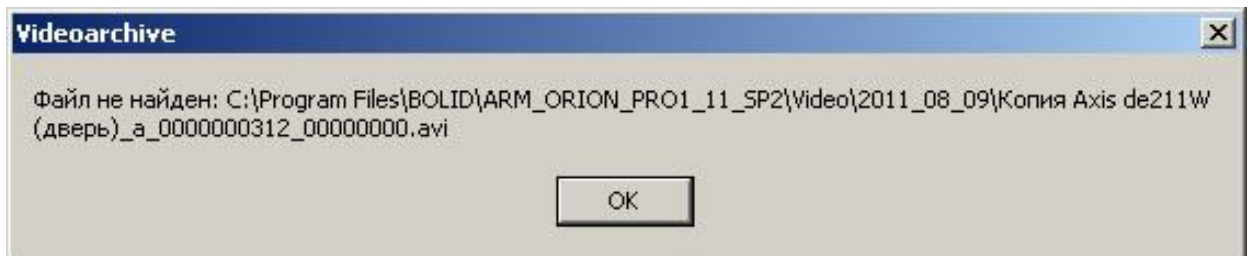 Videoarchive
Файл не найден: C:\Program Files\BOLID\ARM_ORION_PRO1_11_SP2\Video\2011_08_09\Копия Axis de211W
(дверь)_a_0000000312_00000000.avi
OK